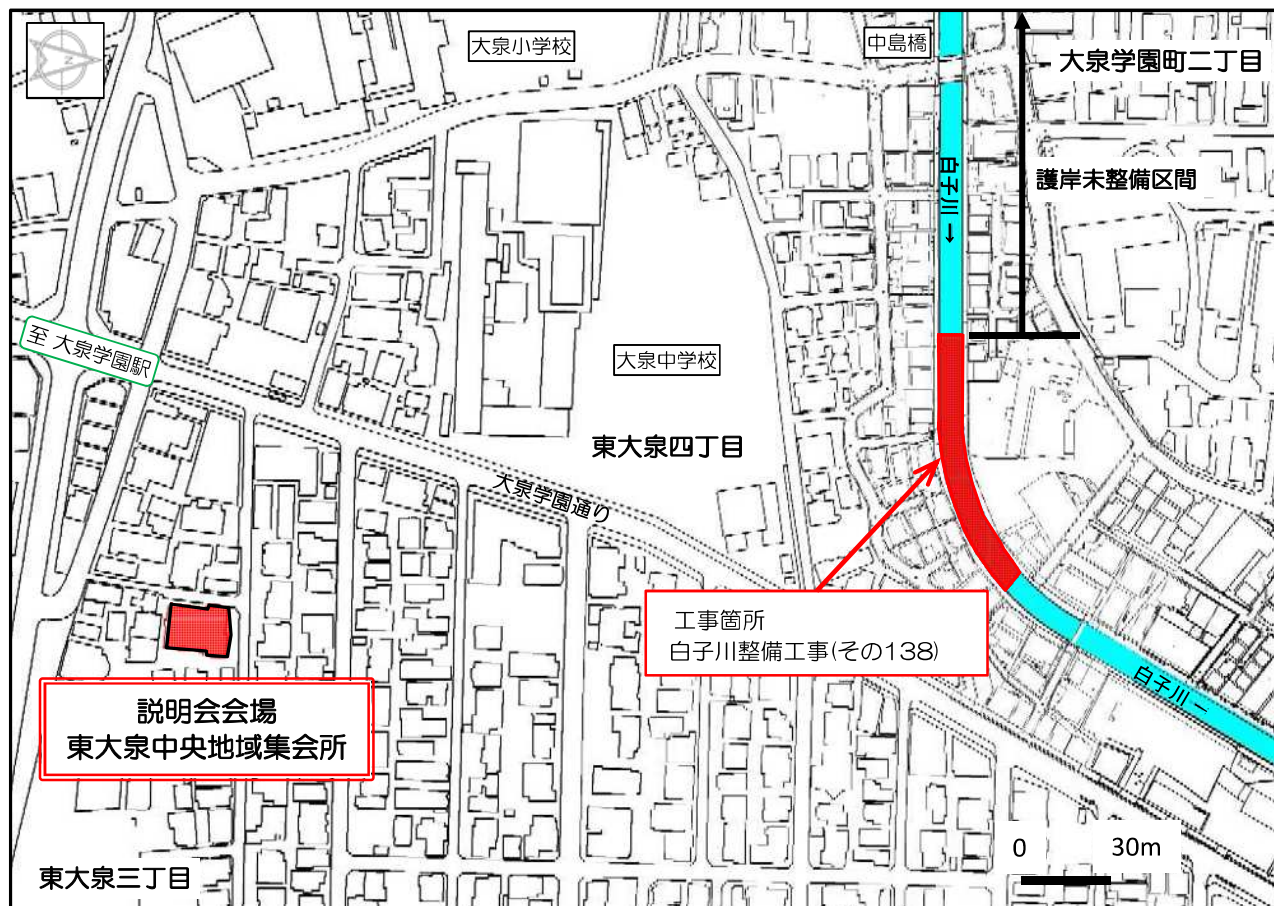 大泉小学校
中島橋
大泉学園町二丁目
N
白子川 →
護岸未整備区間
至 大泉学園駅
大泉中学校
東大泉四丁目
大泉学園通り
工事箇所
白子川整備工事(その138)
白子川
説明会会場
東大泉中央地域集会所
0 30m
東大泉三丁目